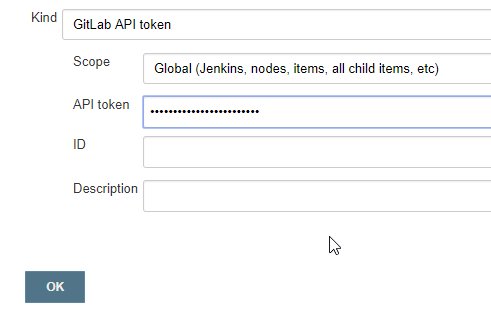 Kind GitLab API token
Scope Global (Jenkins, nodes, items, all child items, etc)
API token ••••••••••••••••••••••••
ID
Description
OK